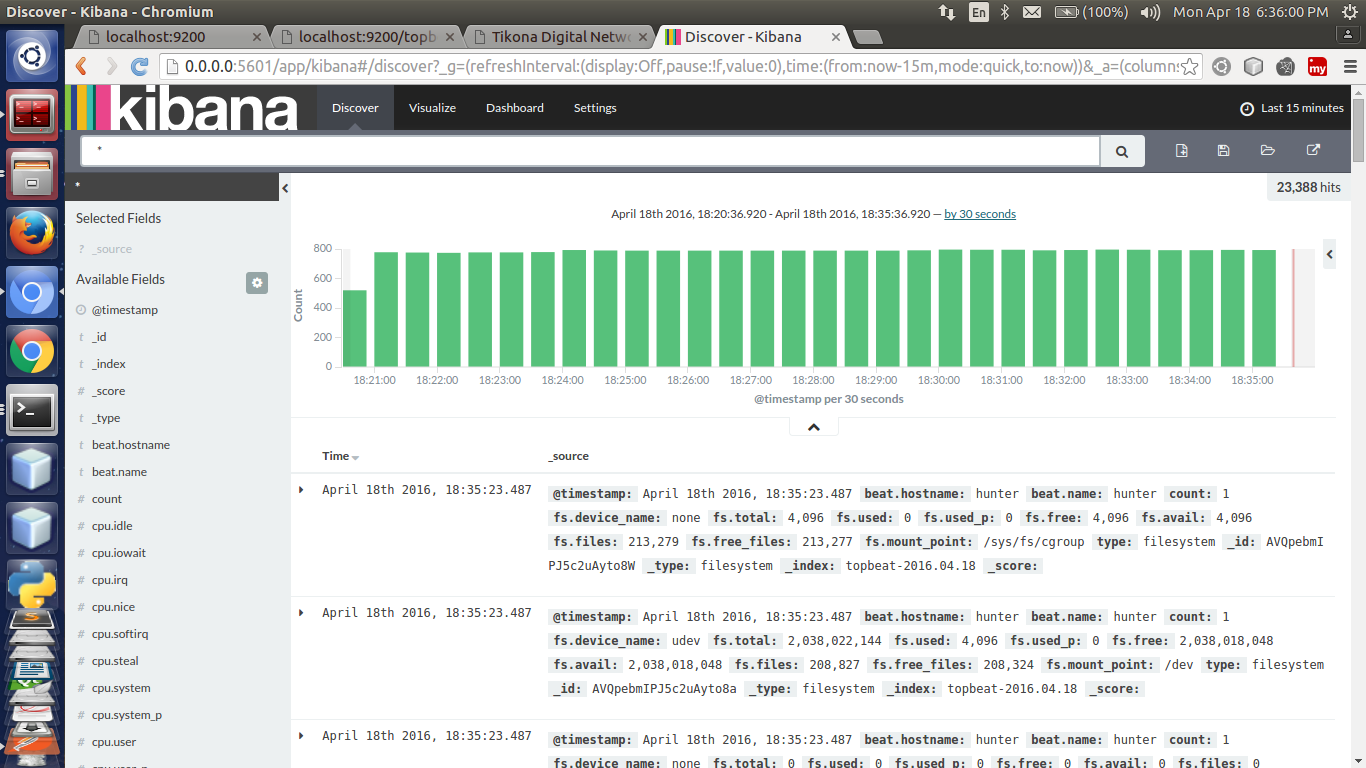 Discover - Kibana - Chromium
En
(100%)
Mon Apr 18 6:36:00 PM
localhost:9200
localhost:9200/topb
Tikona Digital Netw
Discover - Kibana
0.0.0.0:5601/app/kibana#/discover?_g=(refreshInterval:(display:Off,pause:!f,value:0),time:(from:now-15m,mode:quick,to:now))&_a=(column:
my
kibana
Discover
Visualize
Dashboard
Settings
Last 15 minutes
*
*
23,388 hits
Selected Fields
? _source
Available Fields
@timestamp
t _id
t _index
# _score
t _type
t beat.hostname
t beat.name
# count
# cpu.idle
# cpu.iowait
# cpu.irq
# cpu.nice
# cpu.softirq
# cpu.steal
# cpu.system
# cpu.system_p
# cpu.user
# cpu.user_p
April 18th 2016, 18:20:36.920 - April 18th 2016, 18:35:36.920 — by 30 seconds
Count
800
600
400
200
0
18:21:00 18:22:00 18:23:00 18:24:00 18:25:00 18:26:00 18:27:00 18:28:00 18:29:00 18:30:00 18:31:00 18:32:00 18:33:00 18:34:00 18:35:00
@timestamp per 30 seconds
Time _source
April 18th 2016, 18:35:23.487
@timestamp: April 18th 2016, 18:35:23.487 beat.hostname: hunter beat.name: hunter count: 1
fs.device_name: none fs.total: 4,096 fs.used: 0 fs.used_p: 0 fs.free: 4,096 fs.avail: 4,096
fs.files: 213,279 fs.free_files: 213,277 fs.mount_point: /sys/fs/cgroup type: filesystem _id: AVQpebmI
PJ5c2uAyto8W _type: filesystem _index: topbeat-2016.04.18 _score:
April 18th 2016, 18:35:23.487
@timestamp: April 18th 2016, 18:35:23.487 beat.hostname: hunter beat.name: hunter count: 1
fs.device_name: udev fs.total: 2,038,022,144 fs.used: 4,096 fs.used_p: 0 fs.free: 2,038,018,048
fs.avail: 2,038,018,048 fs.files: 208,827 fs.free_files: 208,324 fs.mount_point: /dev type: filesystem
_id: AVQpebmIPJ5c2uAyto8a _type: filesystem _index: topbeat-2016.04.18 _score:
April 18th 2016, 18:35:23.487
@timestamp: April 18th 2016, 18:35:23.487 beat.hostname: hunter beat.name: hunter count: 1
fs.device_name: none fs.total: 0 fs.used: 0 fs.used_p: 0 fs.free: 0 fs.avail: 0 fs.files: 0